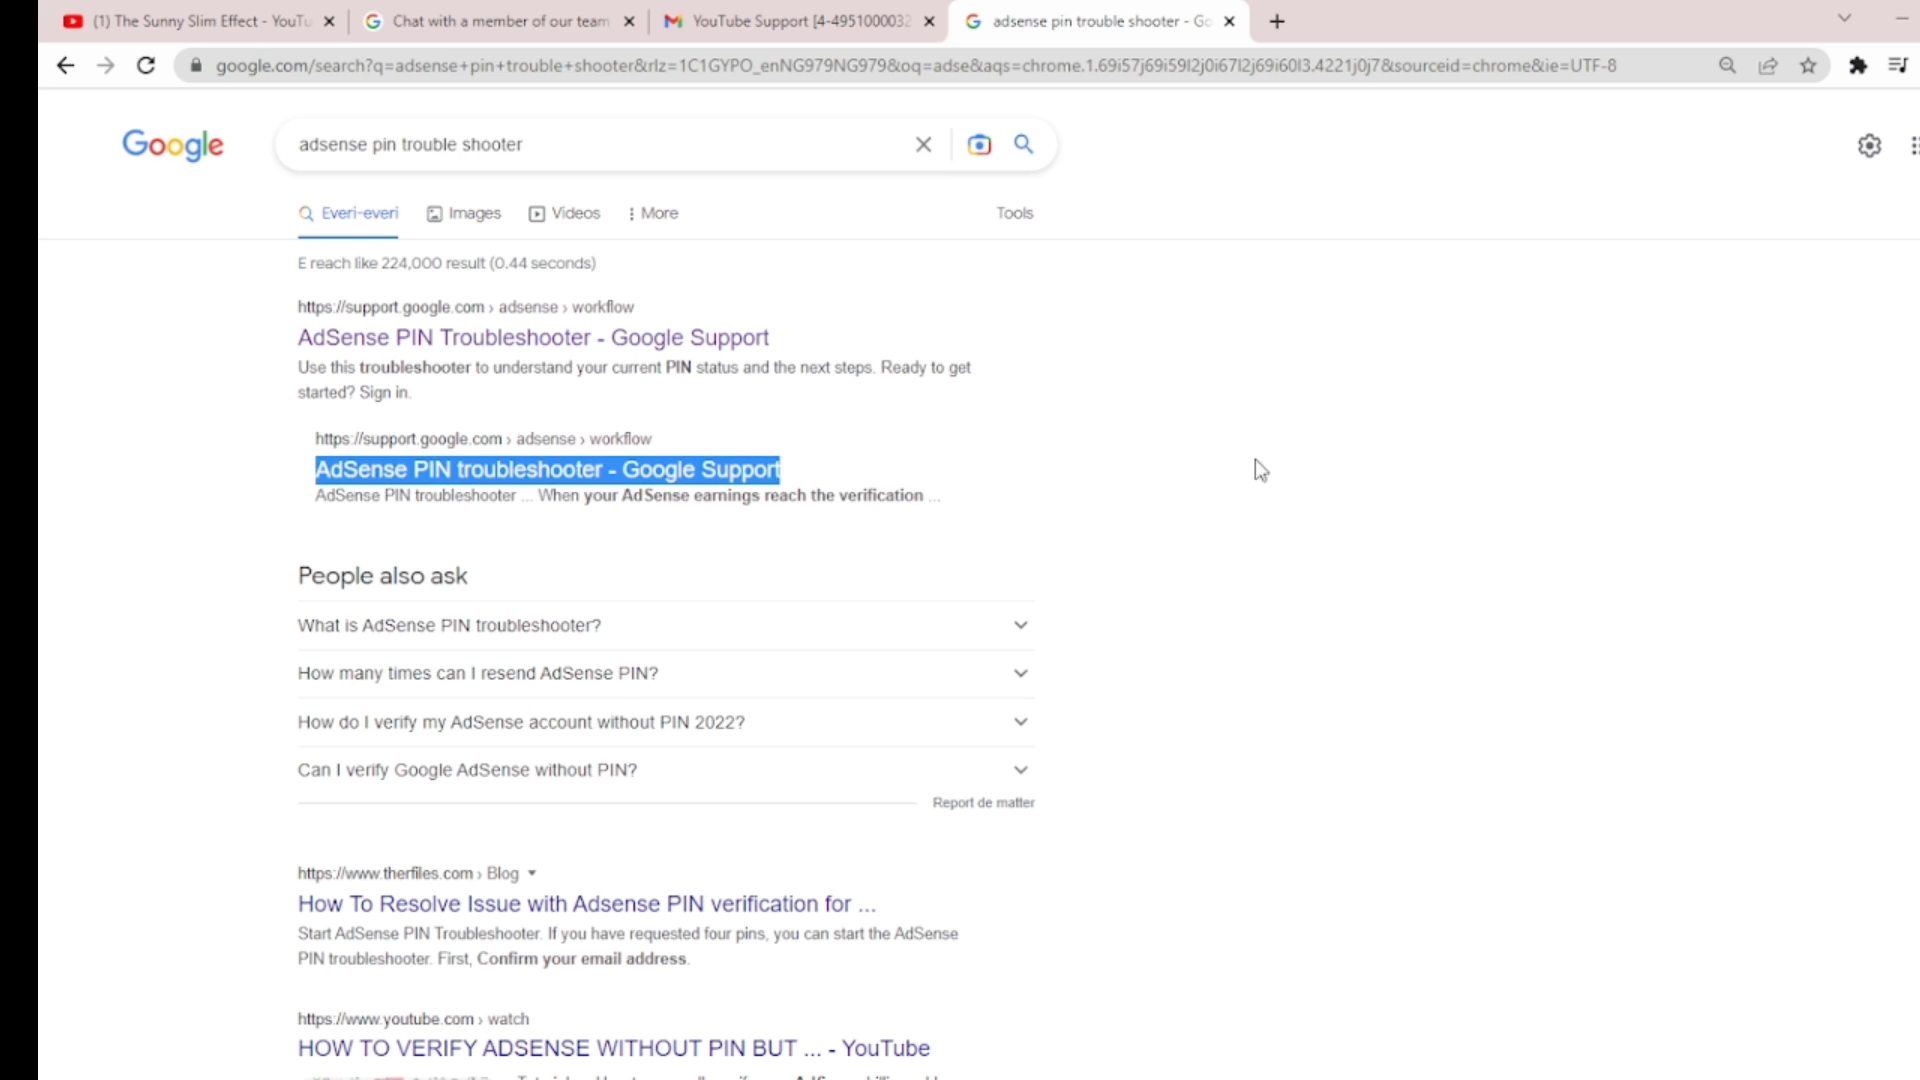 (1) The Sunny Slim Effect - YouTu
Chat with a member of our team
YouTube Support [4-4951000032
adsense pin trouble shooter - Go
google.com/search?q=adsense+pin+trouble+shooter&rlz=1C1GYPO_enNG979NG979&oq=adse&aqs=chrome.1.69i57j69i59l2j0i67l2j69i60l3.4221j0j7&sourceid=chrome&ie=UTF-8
Google
adsense pin trouble shooter
Everi-everi
Images
Videos
More
Tools
E reach like 224,000 result (0.44 seconds)
https://support.google.com › adsense › workflow
AdSense PIN Troubleshooter - Google Support
Use this troubleshooter to understand your current PIN status and the next steps. Ready to get
started? Sign in.
https://support.google.com › adsense › workflow
AdSense PIN troubleshooter - Google Support
AdSense PIN troubleshooter ... When your AdSense earnings reach the verification ...
People also ask
What is AdSense PIN troubleshooter?
How many times can I resend AdSense PIN?
How do I verify my AdSense account without PIN 2022?
Can I verify Google AdSense without PIN?
Report de matter
https://www.therfiles.com › Blog
How To Resolve Issue with Adsense PIN verification for ...
Start AdSense PIN Troubleshooter. If you have requested four pins, you can start the AdSense
PIN troubleshooter. First, Confirm your email address.
https://www.youtube.com › watch
HOW TO VERIFY ADSENSE WITHOUT PIN BUT ... - YouTube